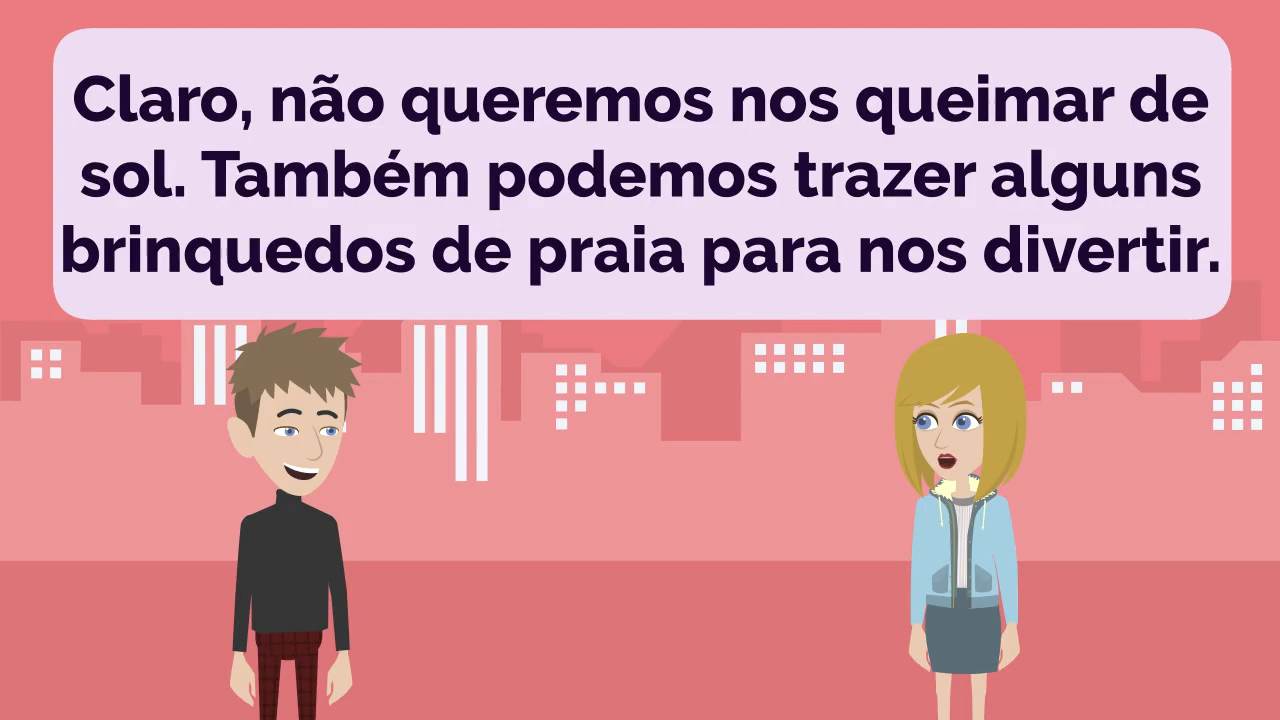 Claro, não queremos nos queimar de
sol. Também podemos trazer alguns
brinquedos de praia para nos divertir.